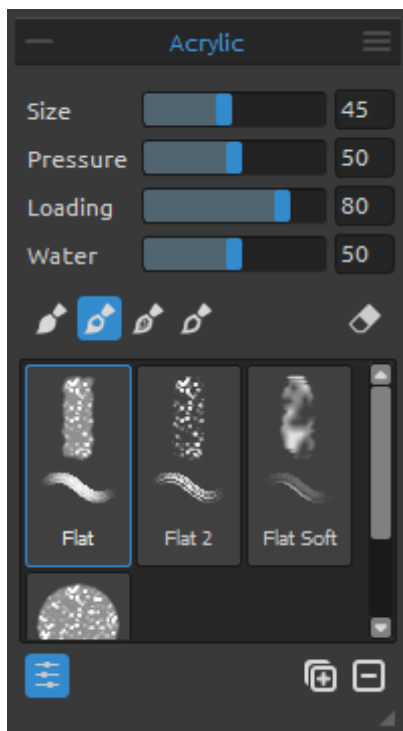 Acrylic
Size 45
Pressure 50
Loading 80
Water 50
Flat Flat 2 Flat Soft